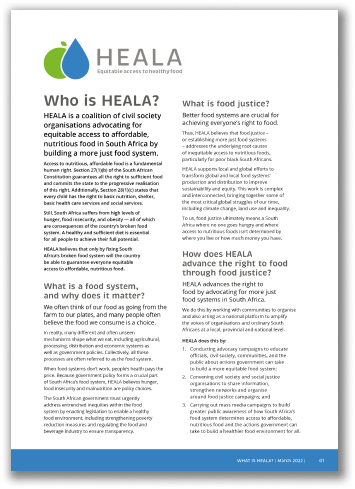 HEALA
Equitable access to healthy food
Who is HEALA?
HEALA is a coalition of civil society
organisations advocating for
equitable access to affordable,
nutritious food in South Africa by
building a more just food system.
Access to nutritious, affordable food is a fundamental
human right. Section 27(1)(b) of the South African
Constitution guarantees all the right to sufficient food
and commits the state to the progressive realisation
of this right. Additionally, Section 28(1)(c) states that
every child has the right to basic nutrition, shelter,
basic health care services and social services.
Still, South Africa suffers from high levels of
hunger, food insecurity, and obesity — all of which
are consequences of the country's broken food
system. A healthy and sufficient diet is essential
for all people to achieve their full potential.
HEALA believes that only by fixing South
Africa's broken food system will the country
be able to guarantee everyone equitable
access to affordable, nutritious food.
What is a food system,
and why does it matter?
We often think of our food as going from the
farm to our plates, and many people often
believe the food we consume is a choice.
In reality, many different and often unseen
mechanisms shape what we eat, including agricultural,
processing, distribution and economic systems as
well as government policies. Collectively, all these
processes are often referred to as the food system.
When food systems don't work, people's health pays the
price. Because government policy forms a crucial part
of South Africa's food system, HEALA believes hunger,
food insecurity and malnutrition are policy choices.
The South African government must urgently
address entrenched inequities within the food
system by enacting legislation to enable a healthy
food environment, including strengthening poverty
reduction measures and regulating the food and
beverage industry to ensure transparency.
What is food justice?
Better food systems are crucial for
achieving everyone's right to food.
Thus, HEALA believes that food justice –
or establishing more just food systems
– addresses the underlying root causes
of inequitable access to nutritious foods,
particularly for poor black South Africans.
HEALA supports local and global efforts to
transform global and local food systems'
production and distribution to improve
sustainability and equity. This work is complex
and interconnected, bringing together some of
the most critical global struggles of our time,
including climate change, land use and inequality.
To us, food justice ultimately means a South
Africa where no one goes hungry and where
access to nutritious foods isn't determined by
where you live or how much money you have.
How does HEALA
advance the right to food
through food justice?
HEALA advances the right to
food by advocating for more just
food systems in South Africa.
We do this by working with communities to organise
and also acting as a national platform to amplify
the voices of organisations and ordinary South
Africans at a local, provincial and national level.
HEALA does this by:
1. Conducting advocacy campaigns to educate
officials, civil society, communities, and the
public about actions government can take
to build a more equitable food system;
2. Convening civil society and social justice
organisations to share information,
strengthen networks and organise
around food justice campaigns; and
3. Carrying out mass media campaigns to build
greater public awareness of how South Africa's
food system determines access to affordable,
nutritious food and the actions government can
take to build a healthier food environment for all.
WHAT IS HEALA? | March 2022 | 01